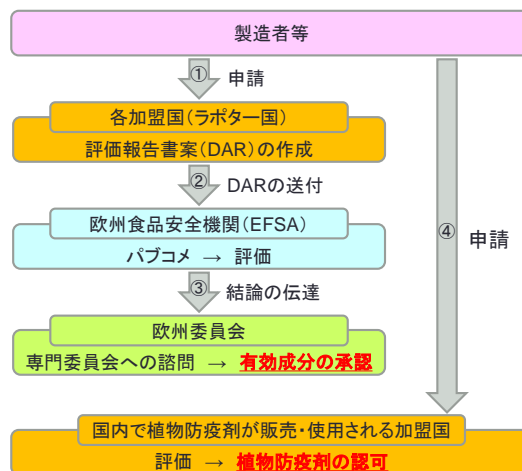 製造者等
① 申請
各加盟国(ラポター国)
評価報告書案(DAR)の作成
② DARの送付
欧州食品安全機関(EFSA)
パブコメ → 評価
④ 申請
③ 結論の伝達
欧州委員会
専門委員会への諮問 → 有効成分の承認
国内で植物防疫剤が販売・使用される加盟国
評価 → 植物防疫剤の認可